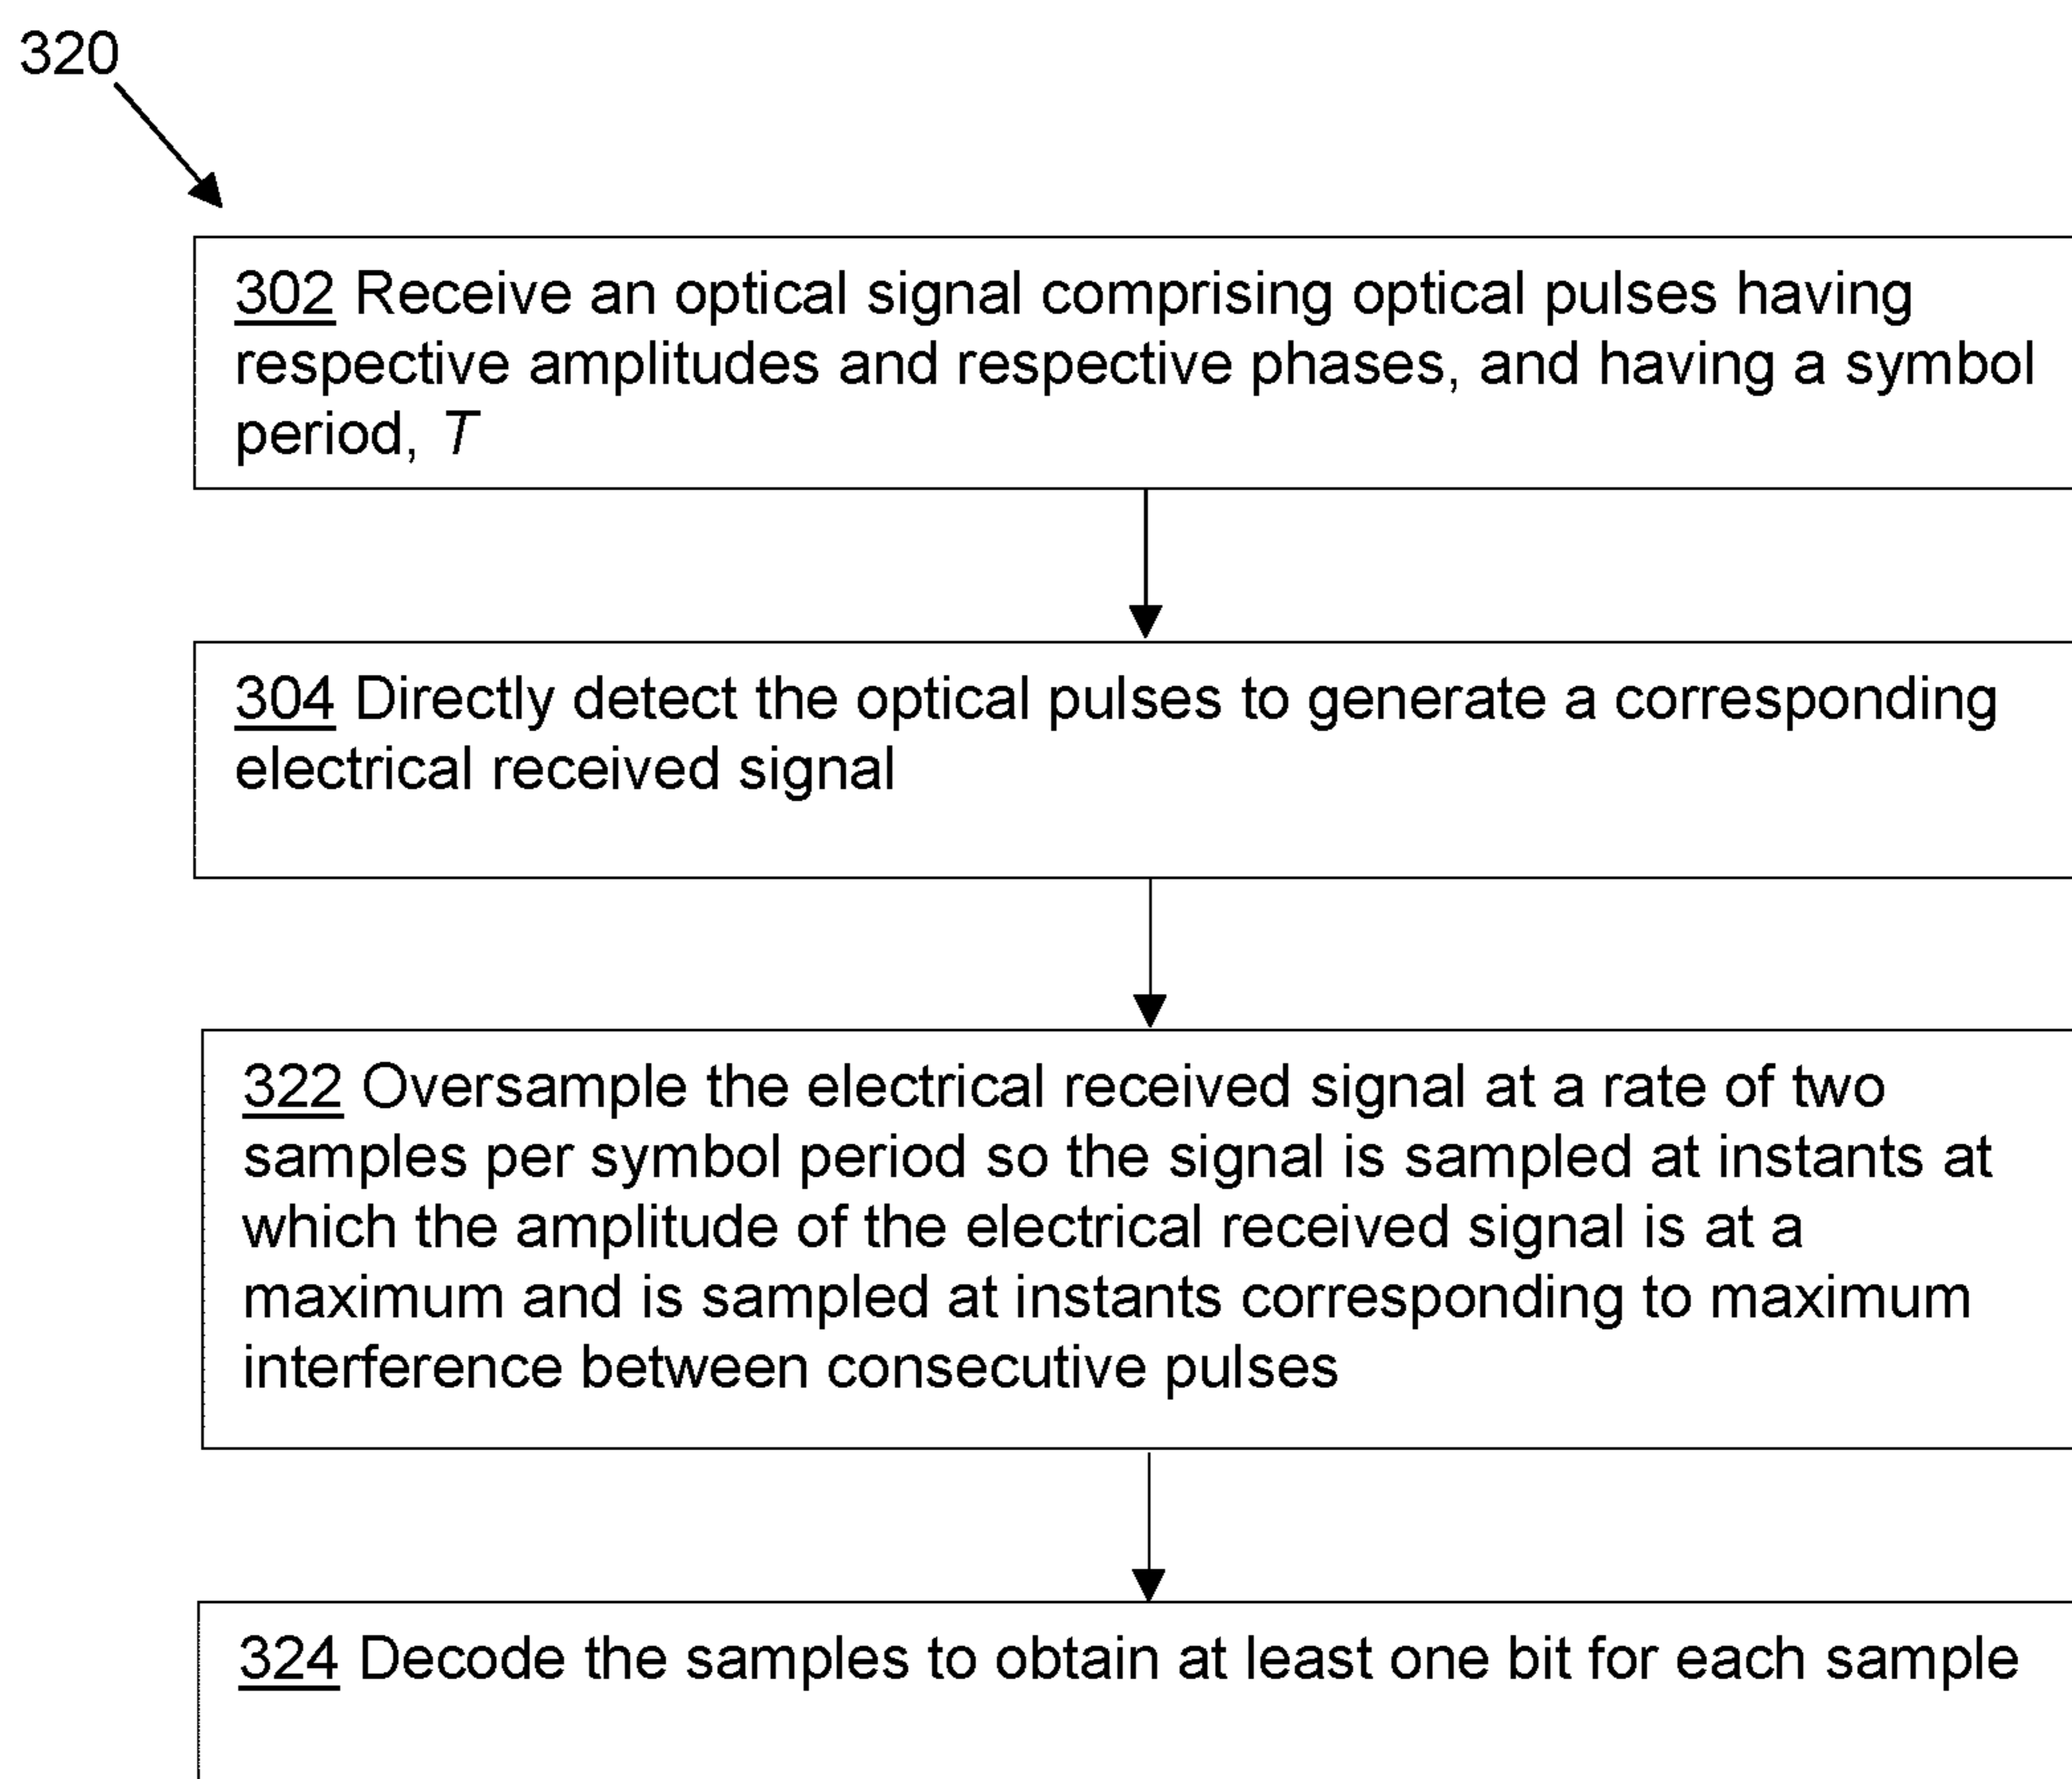 320
302 Receive an optical signal comprising optical pulses having
respective amplitudes and respective phases, and having a symbol
period, T
304 Directly detect the optical pulses to generate a corresponding
electrical received signal
322 Oversample the electrical received signal at a rate of two
samples per symbol period so the signal is sampled at instants at
which the amplitude of the electrical received signal is at a
maximum and is sampled at instants corresponding to maximum
interference between consecutive pulses
324 Decode the samples to obtain at least one bit for each sample